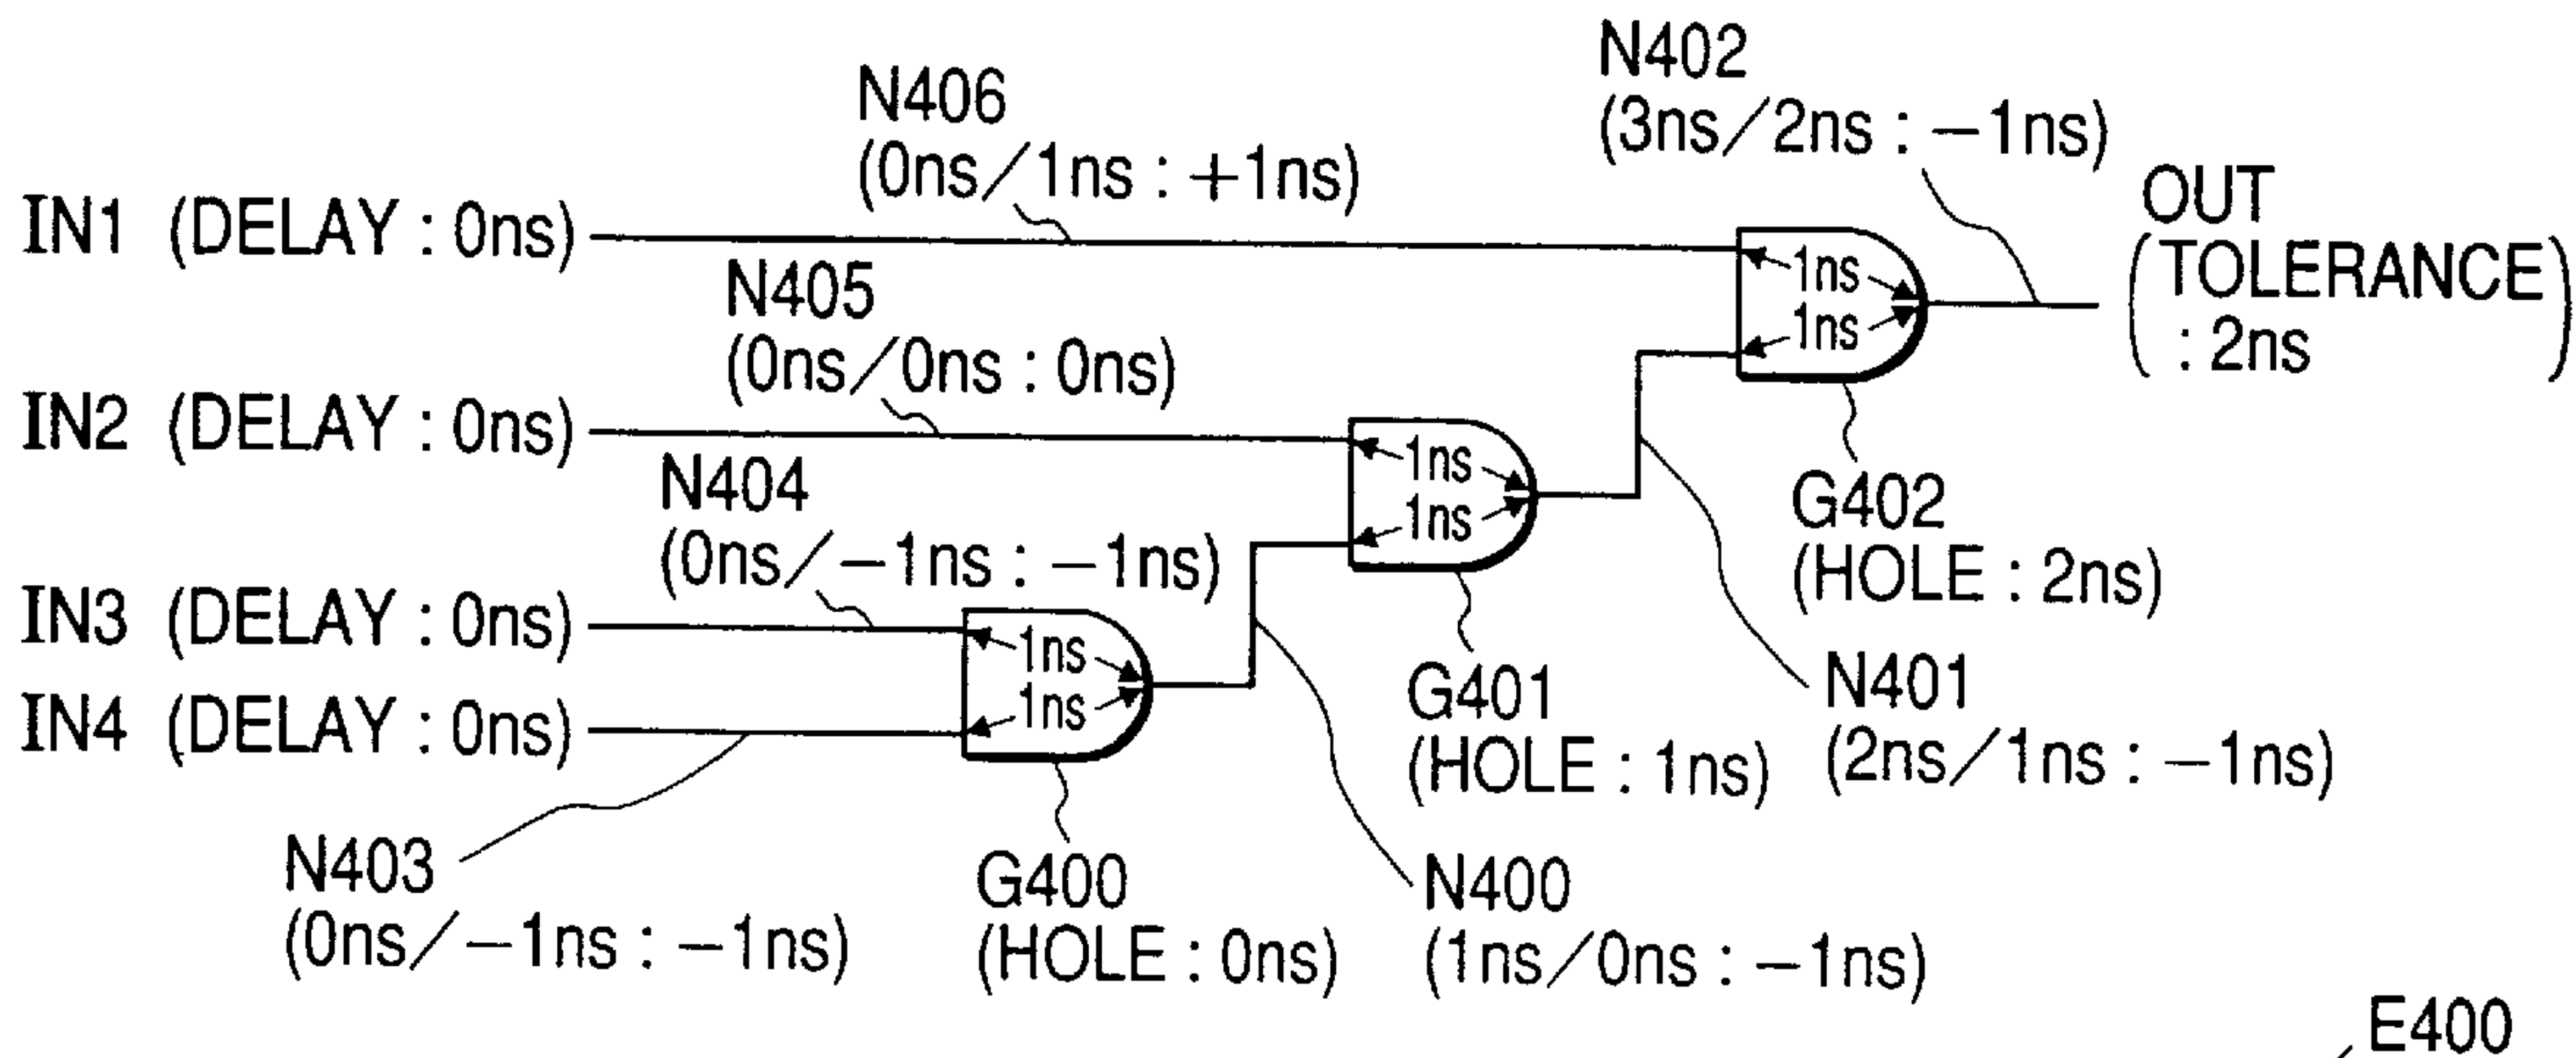 N402
(3ns/2ns : −1ns)
N406
(0ns/1ns : +1ns)
OUT
(TOLERANCE : 2ns)
IN1 (DELAY : 0ns)
1ns
1ns
N405
(0ns/0ns : 0ns)
IN2 (DELAY : 0ns)
1ns
1ns
G402
(HOLE : 2ns)
N404
(0ns/−1ns : −1ns)
IN3 (DELAY : 0ns)
1ns
1ns
IN4 (DELAY : 0ns)
G401
(HOLE : 1ns)
N401
(2ns/1ns : −1ns)
N403
(0ns/−1ns : −1ns)
G400
(HOLE : 0ns)
N400
(1ns/0ns : −1ns)
E400